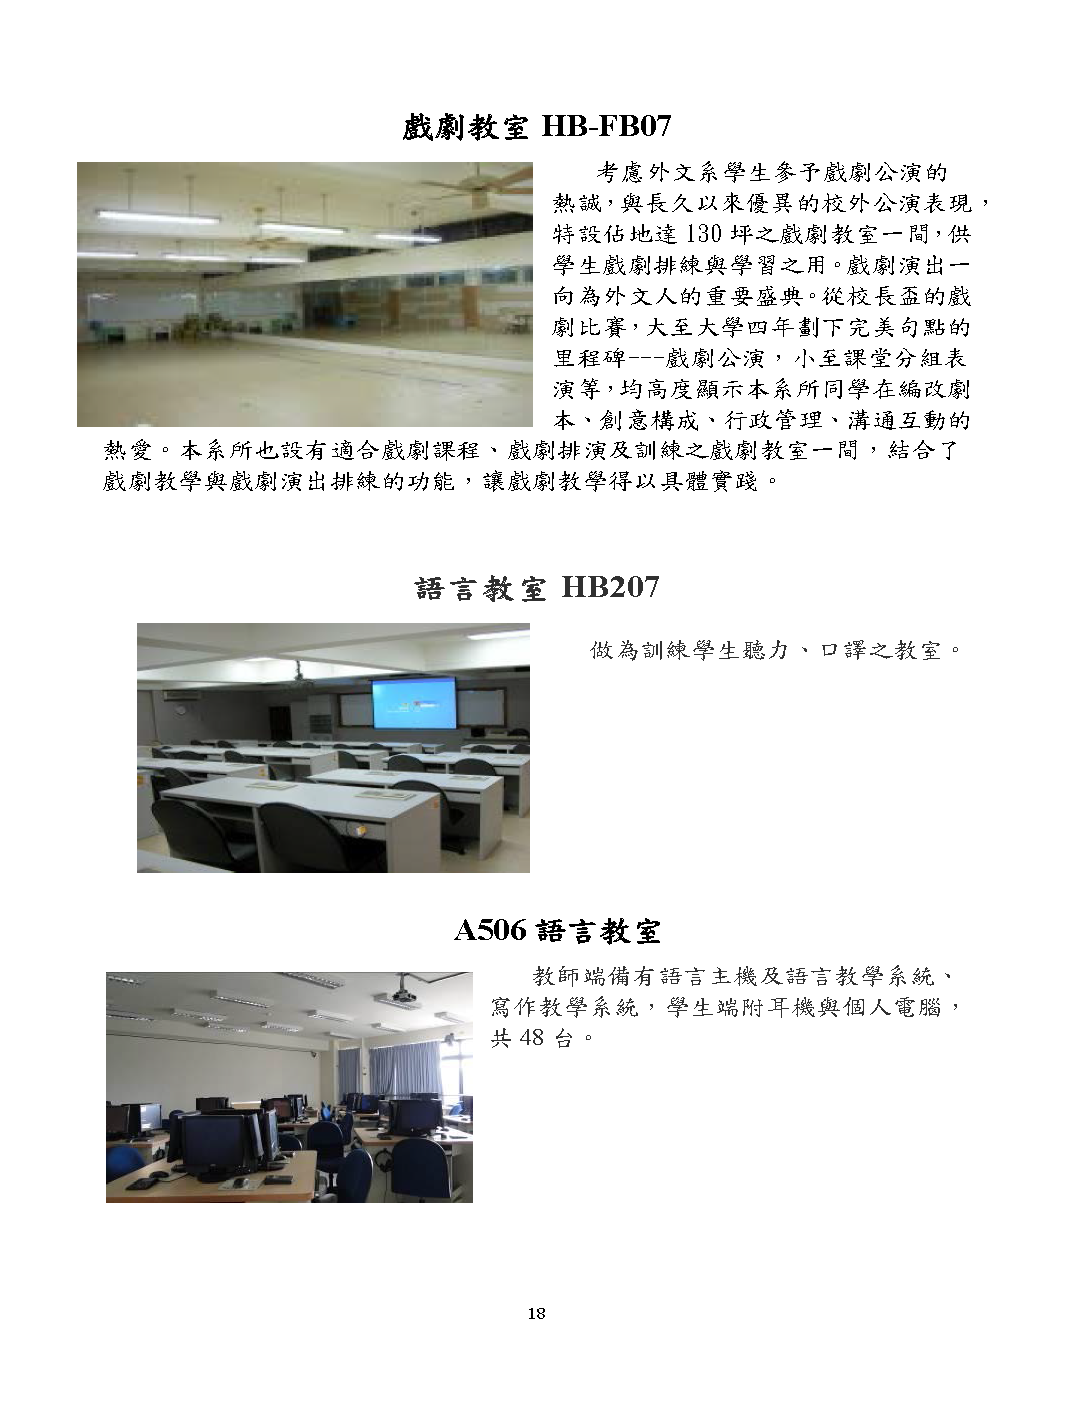 戲劇教室 HB-FB07
考慮外文系學生參予戲劇公演的
熱誠，與長久以來優異的校外公演表現，
特設佔地達 130 坪之戲劇教室一間，供
學生戲劇排練與學習之用。戲劇演出一
向為外文人的重要盛典。從校長盃的戲
劇比賽，大至大學四年劃下完美句點的
里程碑---戲劇公演，小至課堂分組表
演等，均高度顯示本系所同學在編改劇
本、創意構成、行政管理、溝通互動的
熱愛。本系所也設有適合戲劇課程、戲劇排演及訓練之戲劇教室一間，結合了
戲劇教學與戲劇演出排練的功能，讓戲劇教學得以具體實踐。
語言教室 HB207
做為訓練學生聽力、口譯之教室。
A506 語言教室
教師端備有語言主機及語言教學系統、
寫作教學系統，學生端附耳機與個人電腦，
共 48 台。
18